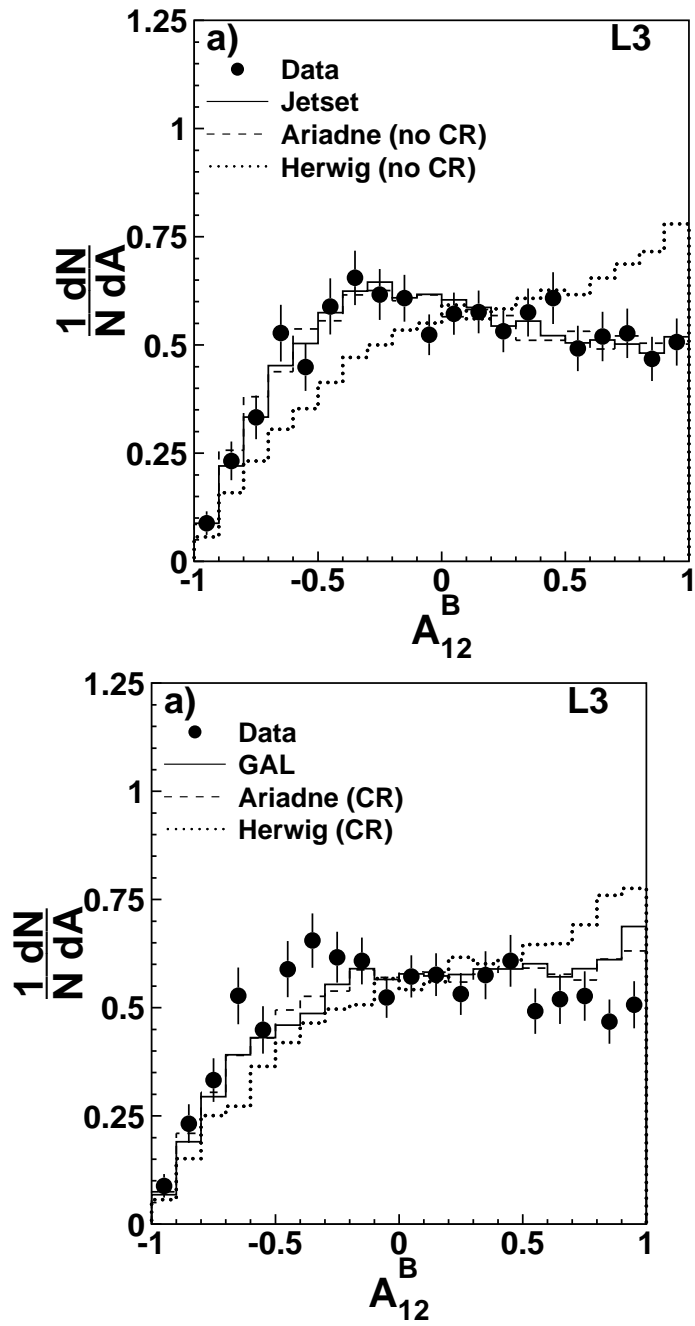 1.25
a)
L3
Data
Jetset
Ariadne (no CR)
Herwig (no CR)
1
0.75
0.5
0.25
0
1 dN
N dA
-1 -0.5 0 0.5 1
A₁₂ᴮ
1.25
a)
L3
Data
GAL
Ariadne (CR)
Herwig (CR)
1
0.75
0.5
0.25
0
1 dN
N dA
-1 -0.5 0 0.5 1
A₁₂ᴮ